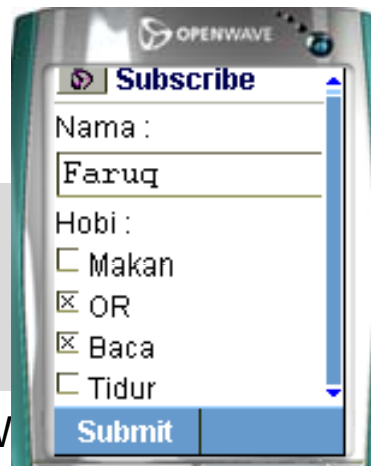 OPENWAVE
Subscribe
Nama :
Faruq
Hobi :
Makan
OR
Baca
Tidur
Submit